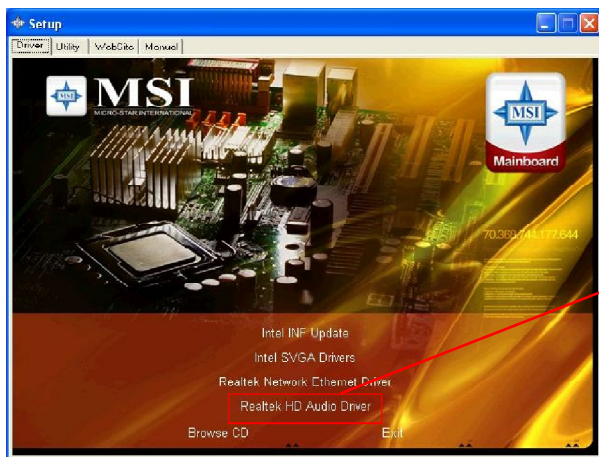 Setup
Driver Utility WebSite Manual
MSI
MSI
MICRO-STAR INTERNATIONAL
MSI
Mainboard
70.369.744.177.644
Intel INF Update
Intel SVGA Drivers
Realtek Network Ethernet Driver
Realtek HD Audio Driver
Browse CD Exit